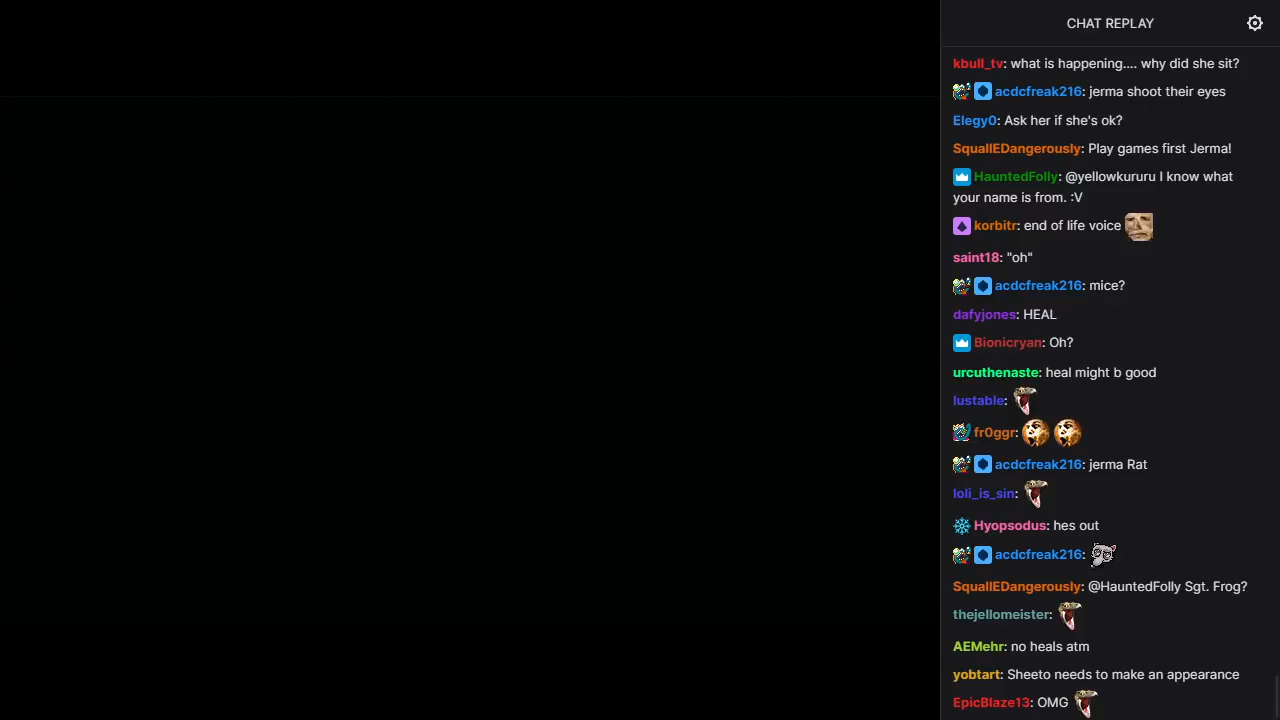 CHAT REPLAY
kbull_tv: what is happening.... why did she sit?
acdcfreak216: jerma shoot their eyes
Elegy0: Ask her if she's ok?
SquallEDangerously: Play games first Jerma!
HauntedFolly: @yellowkururu I know what
your name is from. :V
korbitr: end of life voice
saint18: "oh"
acdcfreak216: mice?
dafyjones: HEAL
Bionicryan: Oh?
urcuthenaste: heal might b good
lustable:
fr0ggr:
acdcfreak216: jerma Rat
loli_is_sin:
Hyopsodus: hes out
acdcfreak216:
SquallEDangerously: @HauntedFolly Sgt. Frog?
thejellomeister:
AEMehr: no heals atm
yobtart: Sheeto needs to make an appearance
EpicBlaze13: OMG